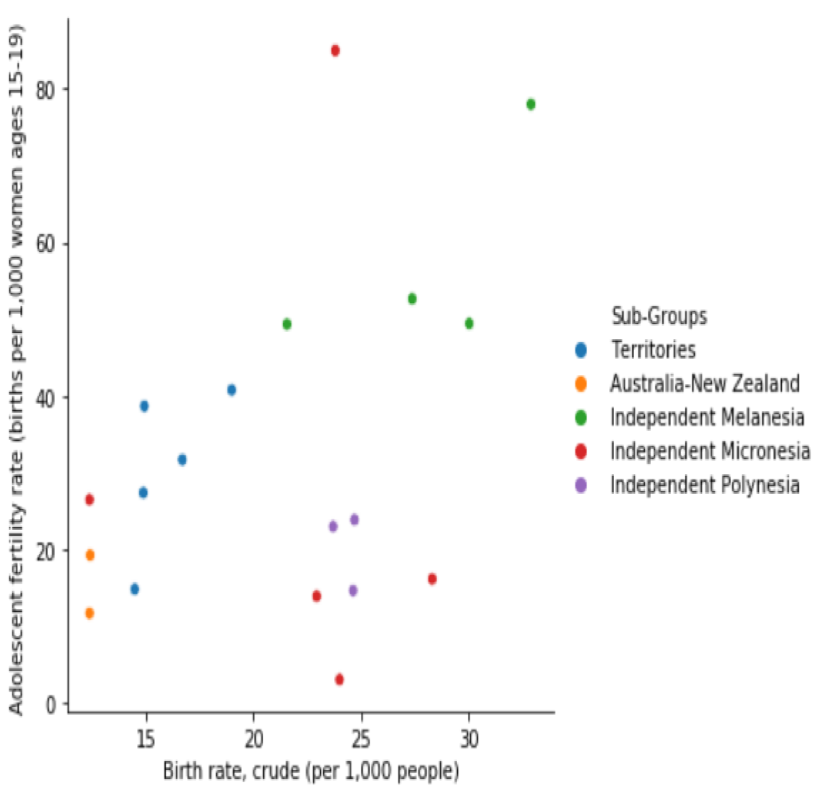 Adolescent fertility rate (births per 1,000 women ages 15-19)
80
60
40
20
0
15 20 25 30
Birth rate, crude (per 1,000 people)
Sub-Groups
Territories
Australia-New Zealand
Independent Melanesia
Independent Micronesia
Independent Polynesia